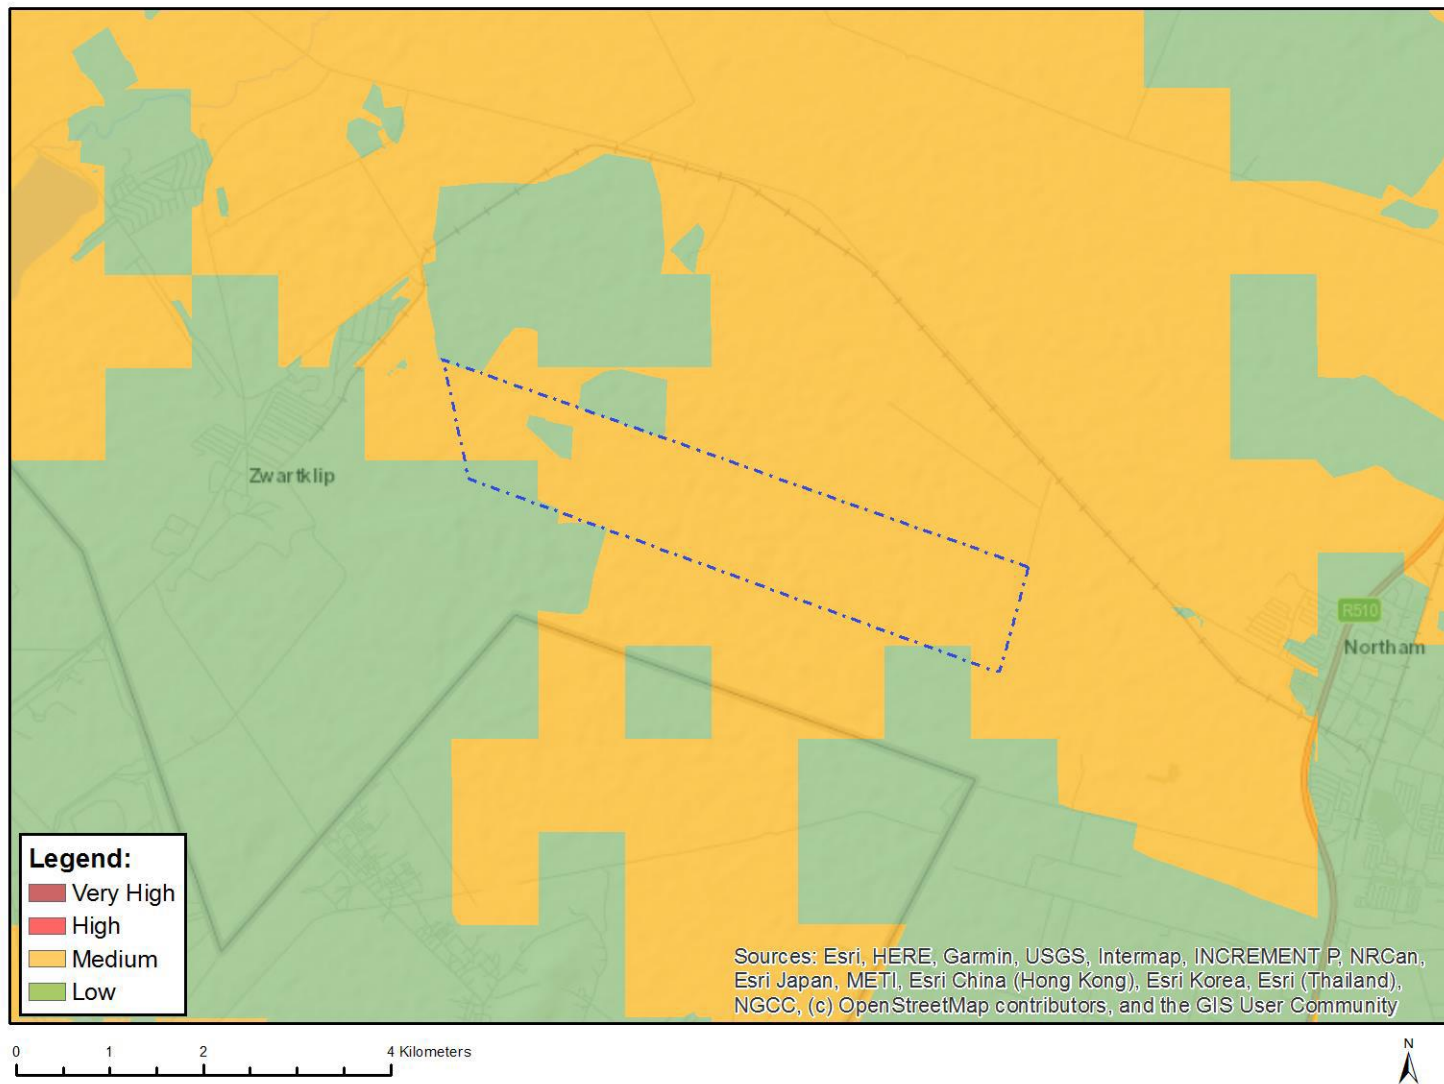 Zwartklip
R510
Northam
Legend:
Very High
High
Medium
Low
Sources: Esri, HERE, Garmin, USGS, Intermap, INCREMENT P, NRCan,
Esri Japan, METI, Esri China (Hong Kong), Esri Korea, Esri (Thailand),
NGCC, (c) OpenStreetMap contributors, and the GIS User Community
0 1 2 4 Kilometers
N